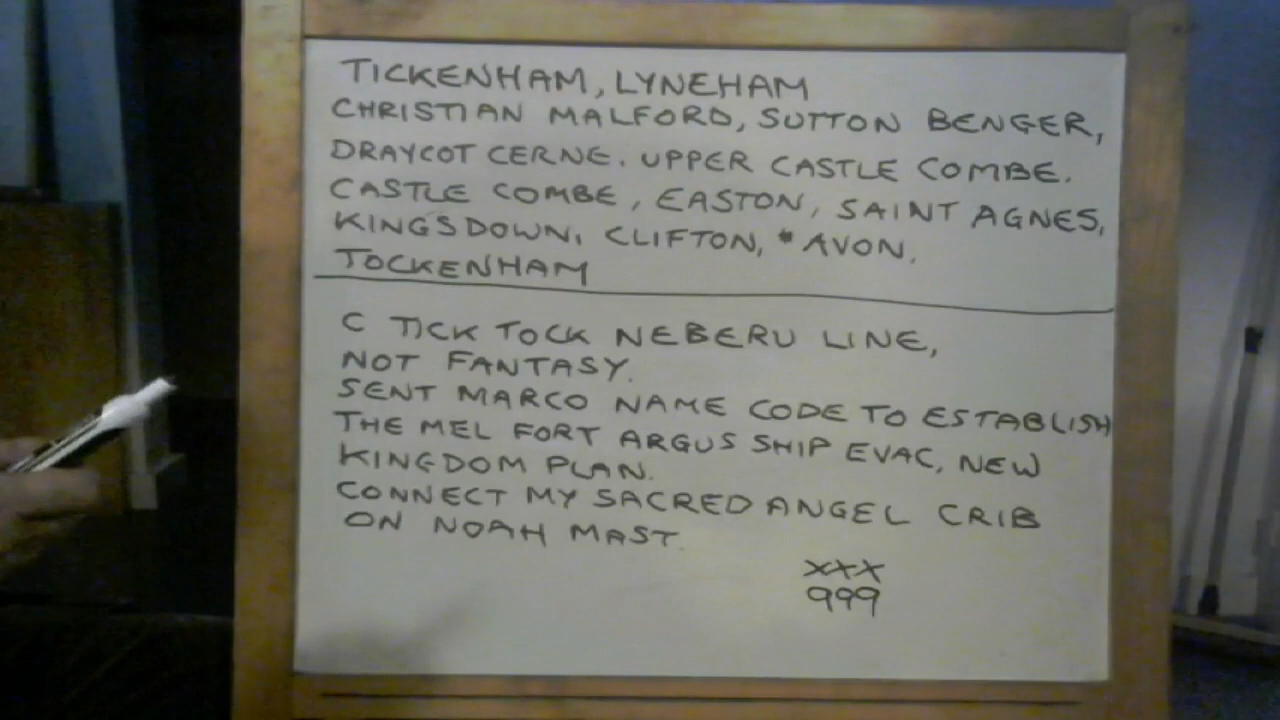 TICKENHAM, LYNEHAM
CHRISTIAN MALFORD, SUTTON BENGER,
DRAYCOT CERNE. UPPER CASTLE COMBE.
CASTLE COMBE, EASTON, SAINT AGNES,
KINGSDOWN, CLIFTON, * AVON.
TOCKENHAM
C TICK TOCK NEBERU LINE,
NOT FANTASY.
SENT MARCO NAME CODE TO ESTABLISH
THE MEL FORT ARGUS SHIP EVAC, NEW
KINGDOM PLAN.
CONNECT MY SACRED ANGEL CRIB
ON NOAH MAST.
XXX
999